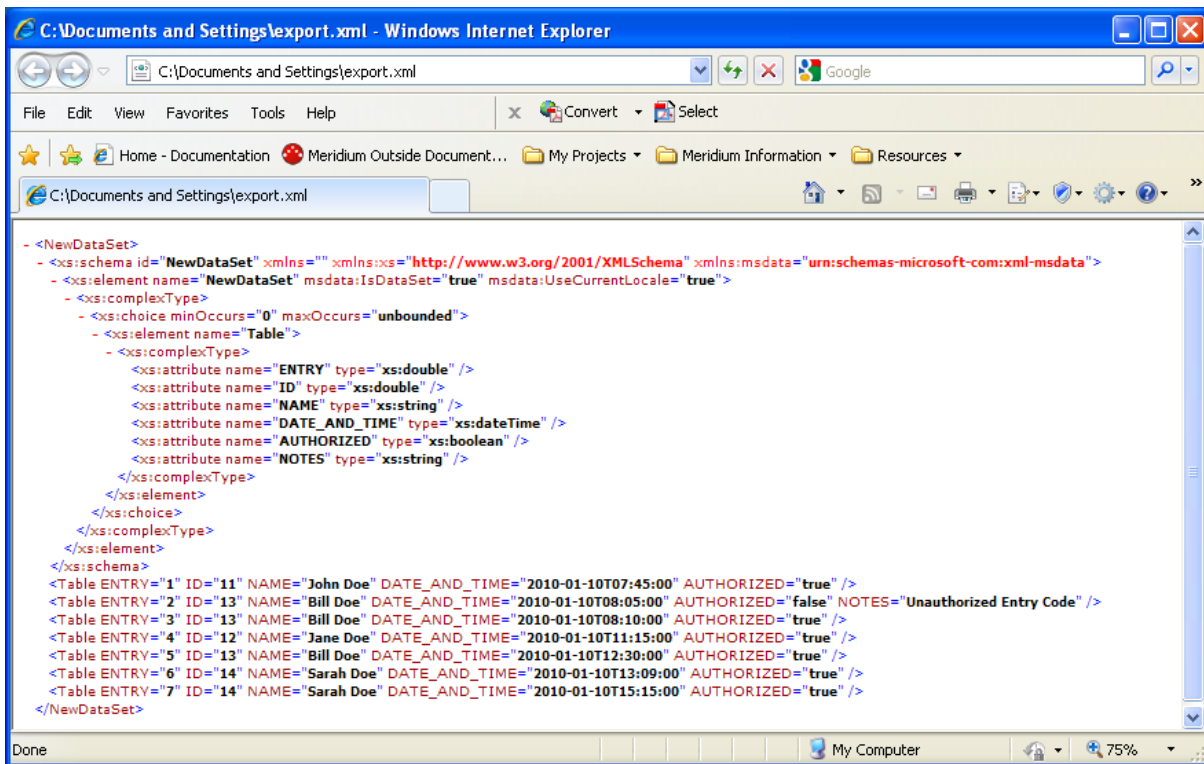 C:\Documents and Settings\export.xml - Windows Internet Explorer
C:\Documents and Settings\export.xml Google
File Edit View Favorites Tools Help x Convert Select
Home - Documentation Meridium Outside Document... My Projects Meridium Information Resources
C:\Documents and Settings\export.xml »
- <NewDataSet>
- <xs:schema id="NewDataSet" xmlns="" xmlns:xs="http://www.w3.org/2001/XMLSchema" xmlns:msdata="urn:schemas-microsoft-com:xml-msdata">
- <xs:element name="NewDataSet" msdata:IsDataSet="true" msdata:UseCurrentLocale="true">
- <xs:complexType>
- <xs:choice minOccurs="0" maxOccurs="unbounded">
- <xs:element name="Table">
- <xs:complexType>
<xs:attribute name="ENTRY" type="xs:double" />
<xs:attribute name="ID" type="xs:double" />
<xs:attribute name="NAME" type="xs:string" />
<xs:attribute name="DATE_AND_TIME" type="xs:dateTime" />
<xs:attribute name="AUTHORIZED" type="xs:boolean" />
<xs:attribute name="NOTES" type="xs:string" />
</xs:complexType>
</xs:element>
</xs:choice>
</xs:complexType>
</xs:element>
</xs:schema>
<Table ENTRY="1" ID="11" NAME="John Doe" DATE_AND_TIME="2010-01-10T07:45:00" AUTHORIZED="true" />
<Table ENTRY="2" ID="13" NAME="Bill Doe" DATE_AND_TIME="2010-01-10T08:05:00" AUTHORIZED="false" NOTES="Unauthorized Entry Code" />
<Table ENTRY="3" ID="13" NAME="Bill Doe" DATE_AND_TIME="2010-01-10T08:10:00" AUTHORIZED="true" />
<Table ENTRY="4" ID="12" NAME="Jane Doe" DATE_AND_TIME="2010-01-10T11:15:00" AUTHORIZED="true" />
<Table ENTRY="5" ID="13" NAME="Bill Doe" DATE_AND_TIME="2010-01-10T12:30:00" AUTHORIZED="true" />
<Table ENTRY="6" ID="14" NAME="Sarah Doe" DATE_AND_TIME="2010-01-10T13:09:00" AUTHORIZED="true" />
<Table ENTRY="7" ID="14" NAME="Sarah Doe" DATE_AND_TIME="2010-01-10T15:15:00" AUTHORIZED="true" />
</NewDataSet>
Done My Computer 75%